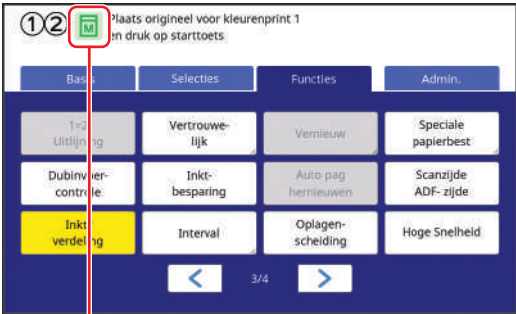 ①② M Plaats origineel voor kleurenprint 1
en druk op starttoets
Basis Selecties Functies Admin.
1=2
Uitlijning
Vertrouwe-
lijk
Vernieuw
Speciale
papierbest
Dubinvoer-
controle
Inkt-
besparing
Auto pag
hernieuwen
Scanzijde
ADF- zijde
Inkt-
verdeling
Interval
Oplagen-
scheiding
Hoge Snelheid
< 3/4 >